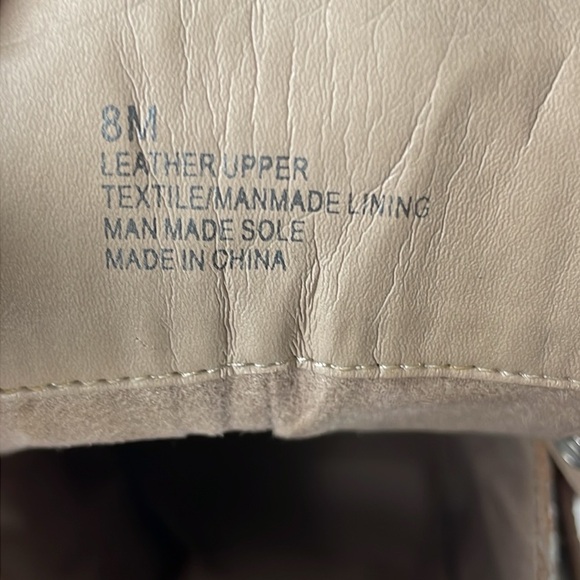 8M
LEATHER UPPER
TEXTILE/MANMADE LINING
MAN MADE SOLE
MADE IN CHINA